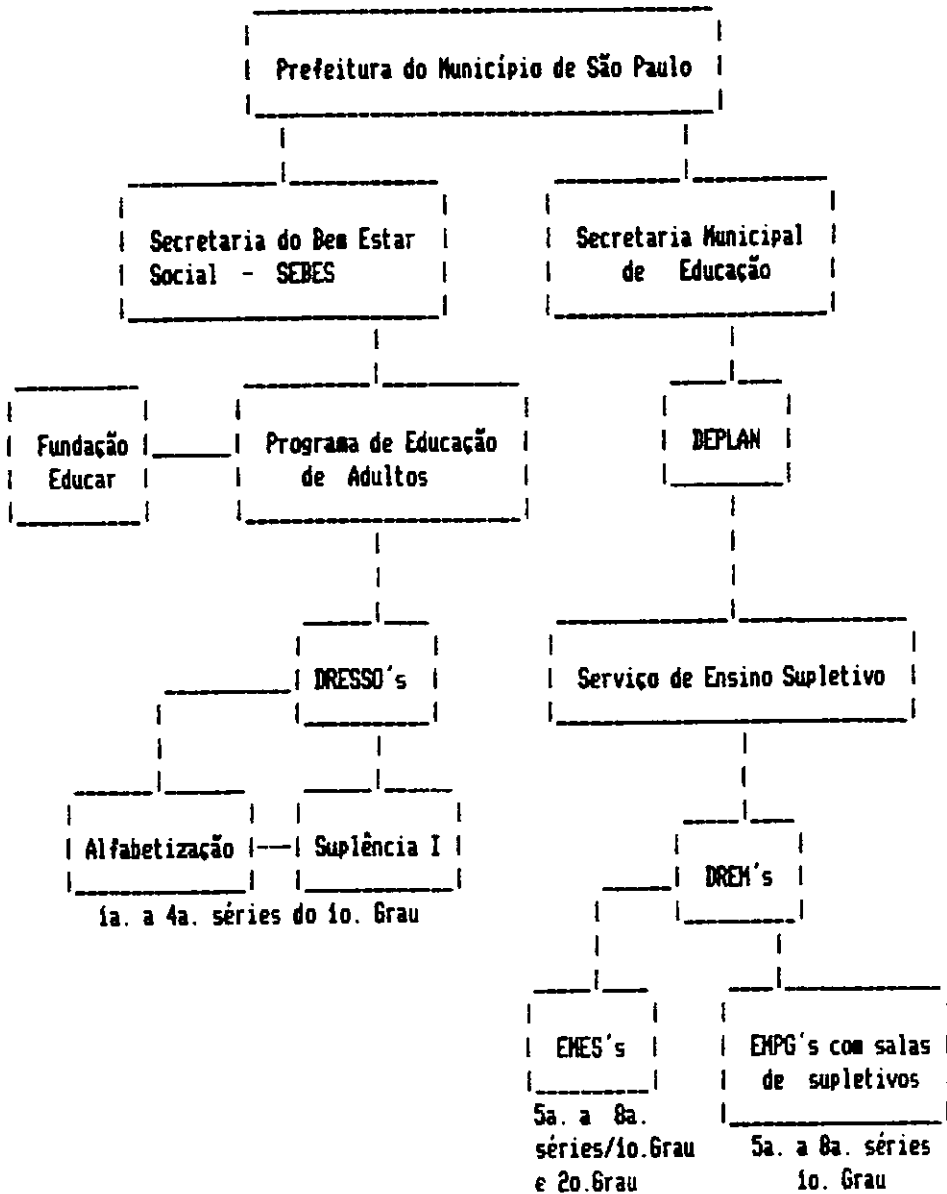 Prefeitura do Município de São Paulo
Secretaria do Bem Estar
Social - SEBES
Secretaria Municipal
de Educação
Fundação
Educar
Programa de Educação
de Adultos
DEPLAN
DRESSO's
Serviço de Ensino Supletivo
Alfabetização
Suplência I
1a. a 4a. séries do 1o. Grau
DREM's
EMES's
EMPG's com salas
de supletivos
5a. a 8a.
séries/1o.Grau
e 2o.Grau
5a. a 8a. séries
1o. Grau